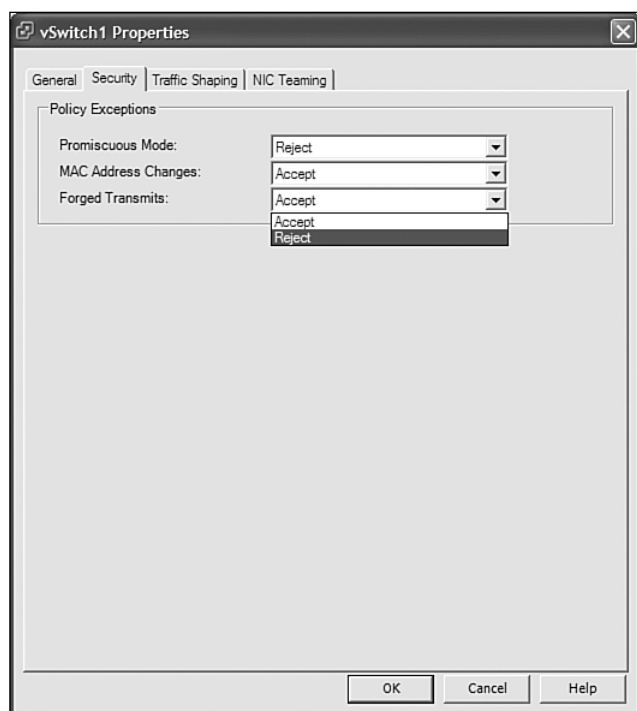 vSwitch1 Properties
General Security Traffic Shaping NIC Teaming
Policy Exceptions
Promiscuous Mode: Reject
MAC Address Changes: Accept
Forged Transmits: Accept
Accept
Reject
OK Cancel Help